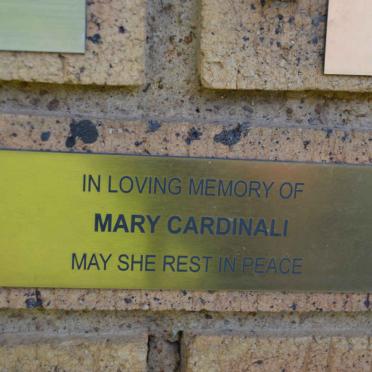 IN LOVING MEMORY OF
MARY CARDINALI
MAY SHE REST IN PEACE